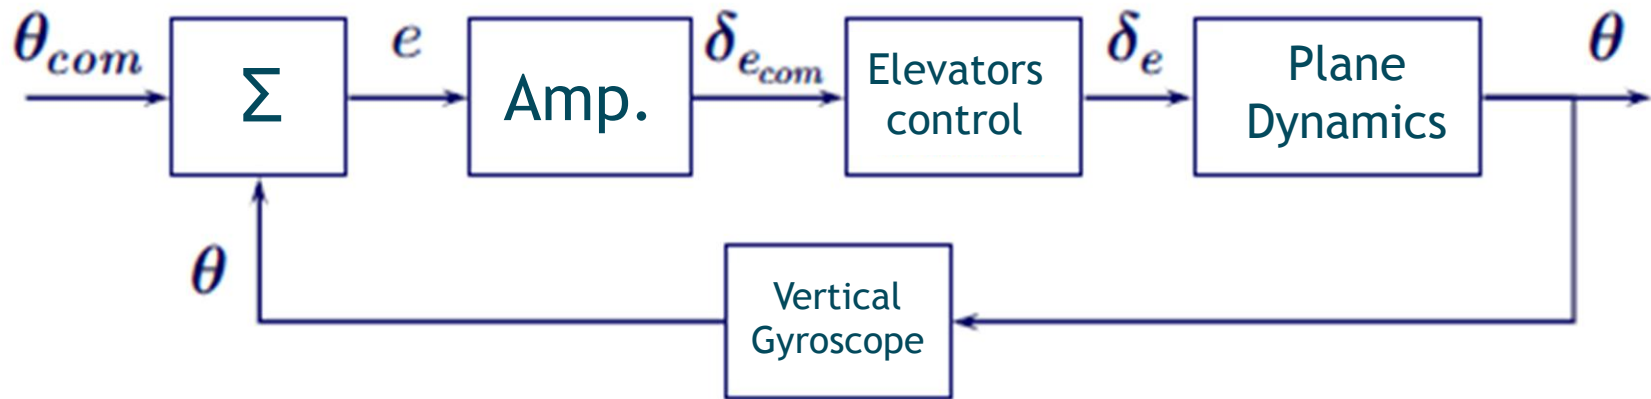 θcom
Σ
e
Amp.
δecom
Elevators
control
δe
Plane
Dynamics
θ
θ
Vertical
Gyroscope